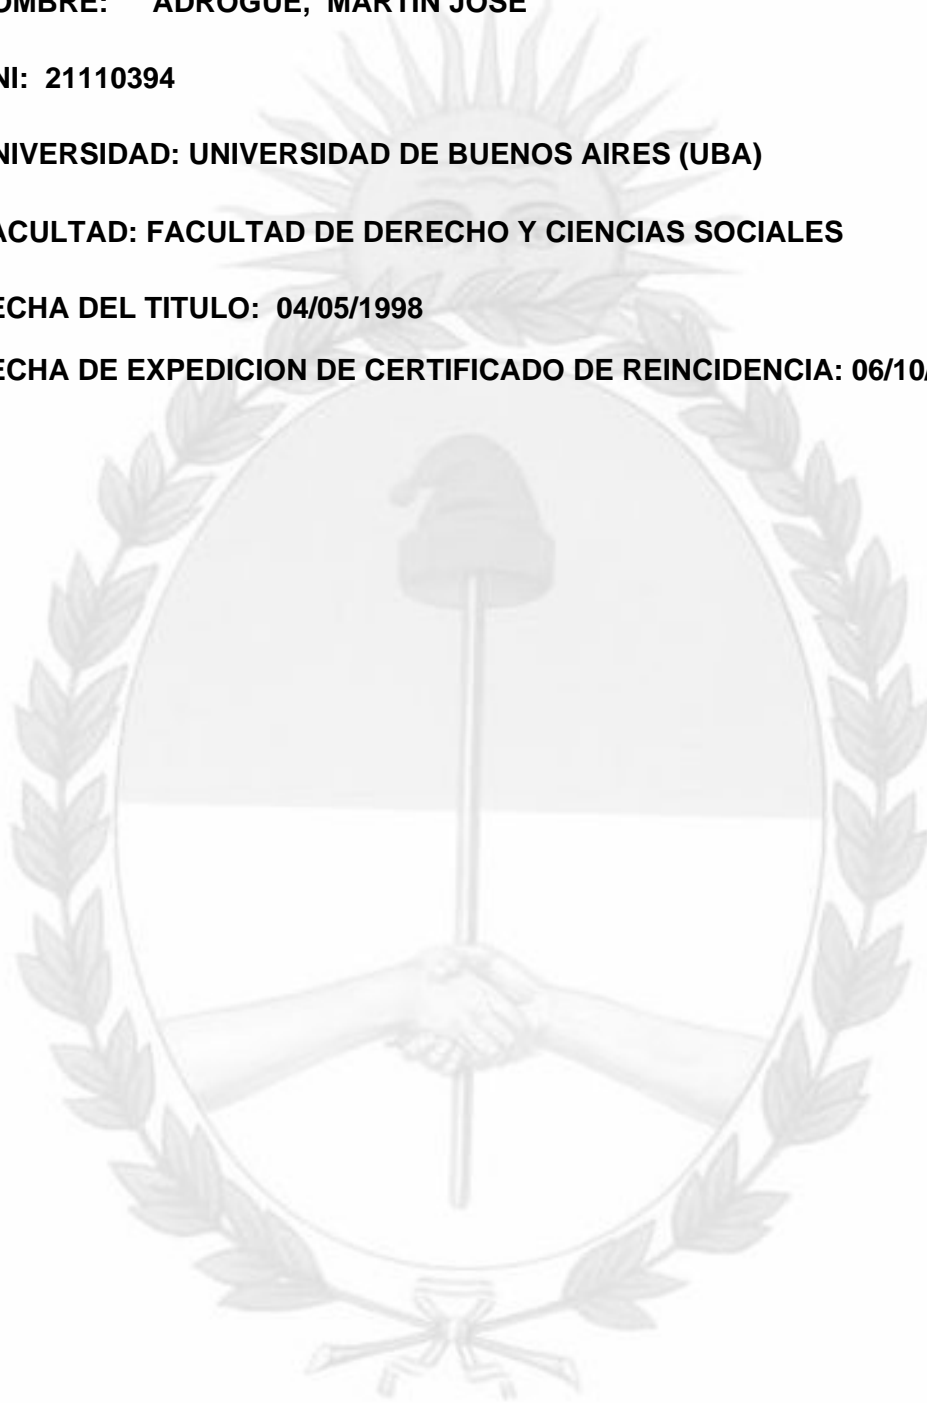 OMBRE: ADROGUE, MARTIN JOSE
NI: 21110394
NIVERSIDAD: UNIVERSIDAD DE BUENOS AIRES (UBA)
ACULTAD: FACULTAD DE DERECHO Y CIENCIAS SOCIALES
ECHA DEL TITULO: 04/05/1998
ECHA DE EXPEDICION DE CERTIFICADO DE REINCIDENCIA: 06/10/